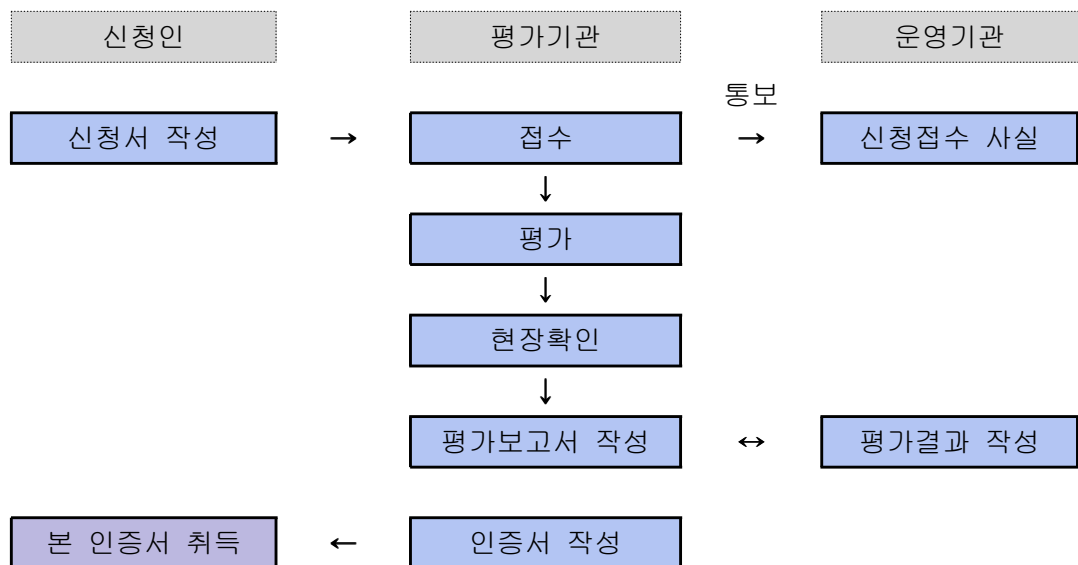 신청인 평가기관 운영기관
통보
신청서 작성 → 접수 → 신청접수 사실
↓
평가
↓
현장확인
↓
평가보고서 작성 ↔ 평가결과 작성
본 인증서 취득 ← 인증서 작성